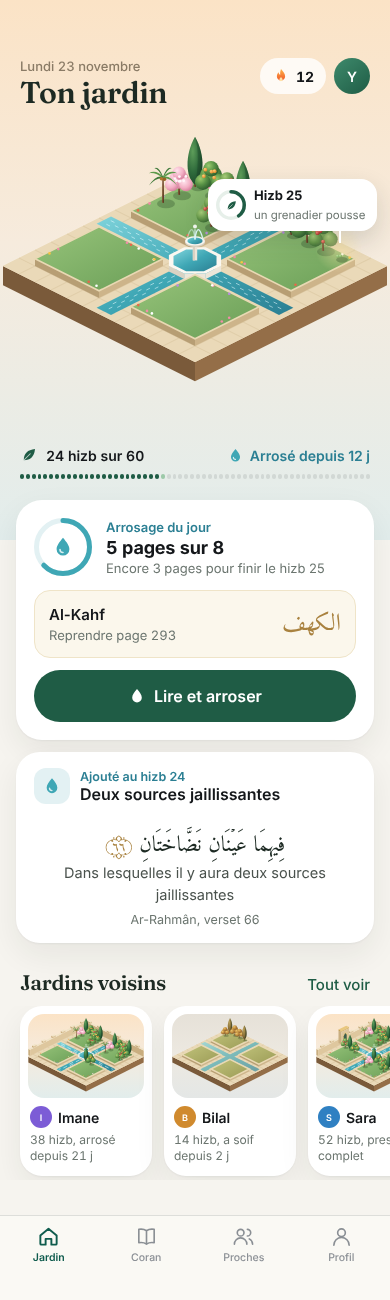 Lundi 23 novembre
Ton jardin
12
Y
Hizb 25
un grenadier pousse
24 hizb sur 60
Arrosé depuis 12 j
Arrosage du jour
5 pages sur 8
Encore 3 pages pour finir le hizb 25
Al-Kahf
Reprendre page 293
الكهف
Lire et arroser
Ajouté au hizb 24
Deux sources jaillissantes
فِيهِمَا عَيْنَانِ نَضَّاخَتَانِ ٦٦
Dans lesquelles il y aura deux sources
jaillissantes
Ar-Rahmân, verset 66
Jardins voisins
Tout voir
I Imane
38 hizb, arrosé
depuis 21 j
B Bilal
14 hizb, a soif
depuis 2 j
S Sara
52 hizb, pres
complet
Jardin
Coran
Proches
Profil